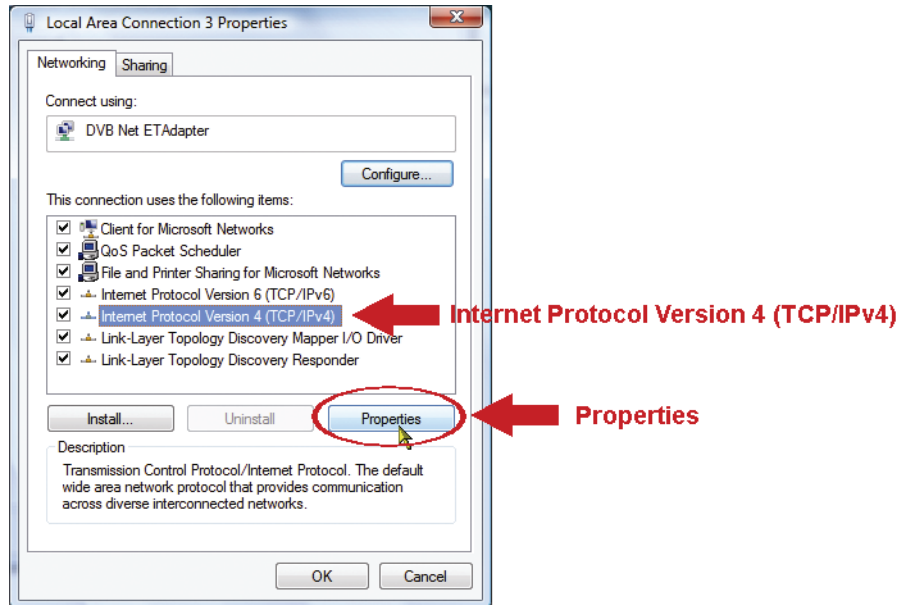 Local Area Connection 3 Properties
Networking Sharing
Connect using:
DVB Net ETAdapter
Configure...
This connection uses the following items:
Client for Microsoft Networks
QoS Packet Scheduler
File and Printer Sharing for Microsoft Networks
Internet Protocol Version 6 (TCP/IPv6)
Internet Protocol Version 4 (TCP/IPv4) Internet Protocol Version 4 (TCP/IPv4)
Link-Layer Topology Discovery Mapper I/O Driver
Link-Layer Topology Discovery Responder
Install... Uninstall Properties Properties
Description
Transmission Control Protocol/Internet Protocol. The default
wide area network protocol that provides communication
across diverse interconnected networks.
OK Cancel